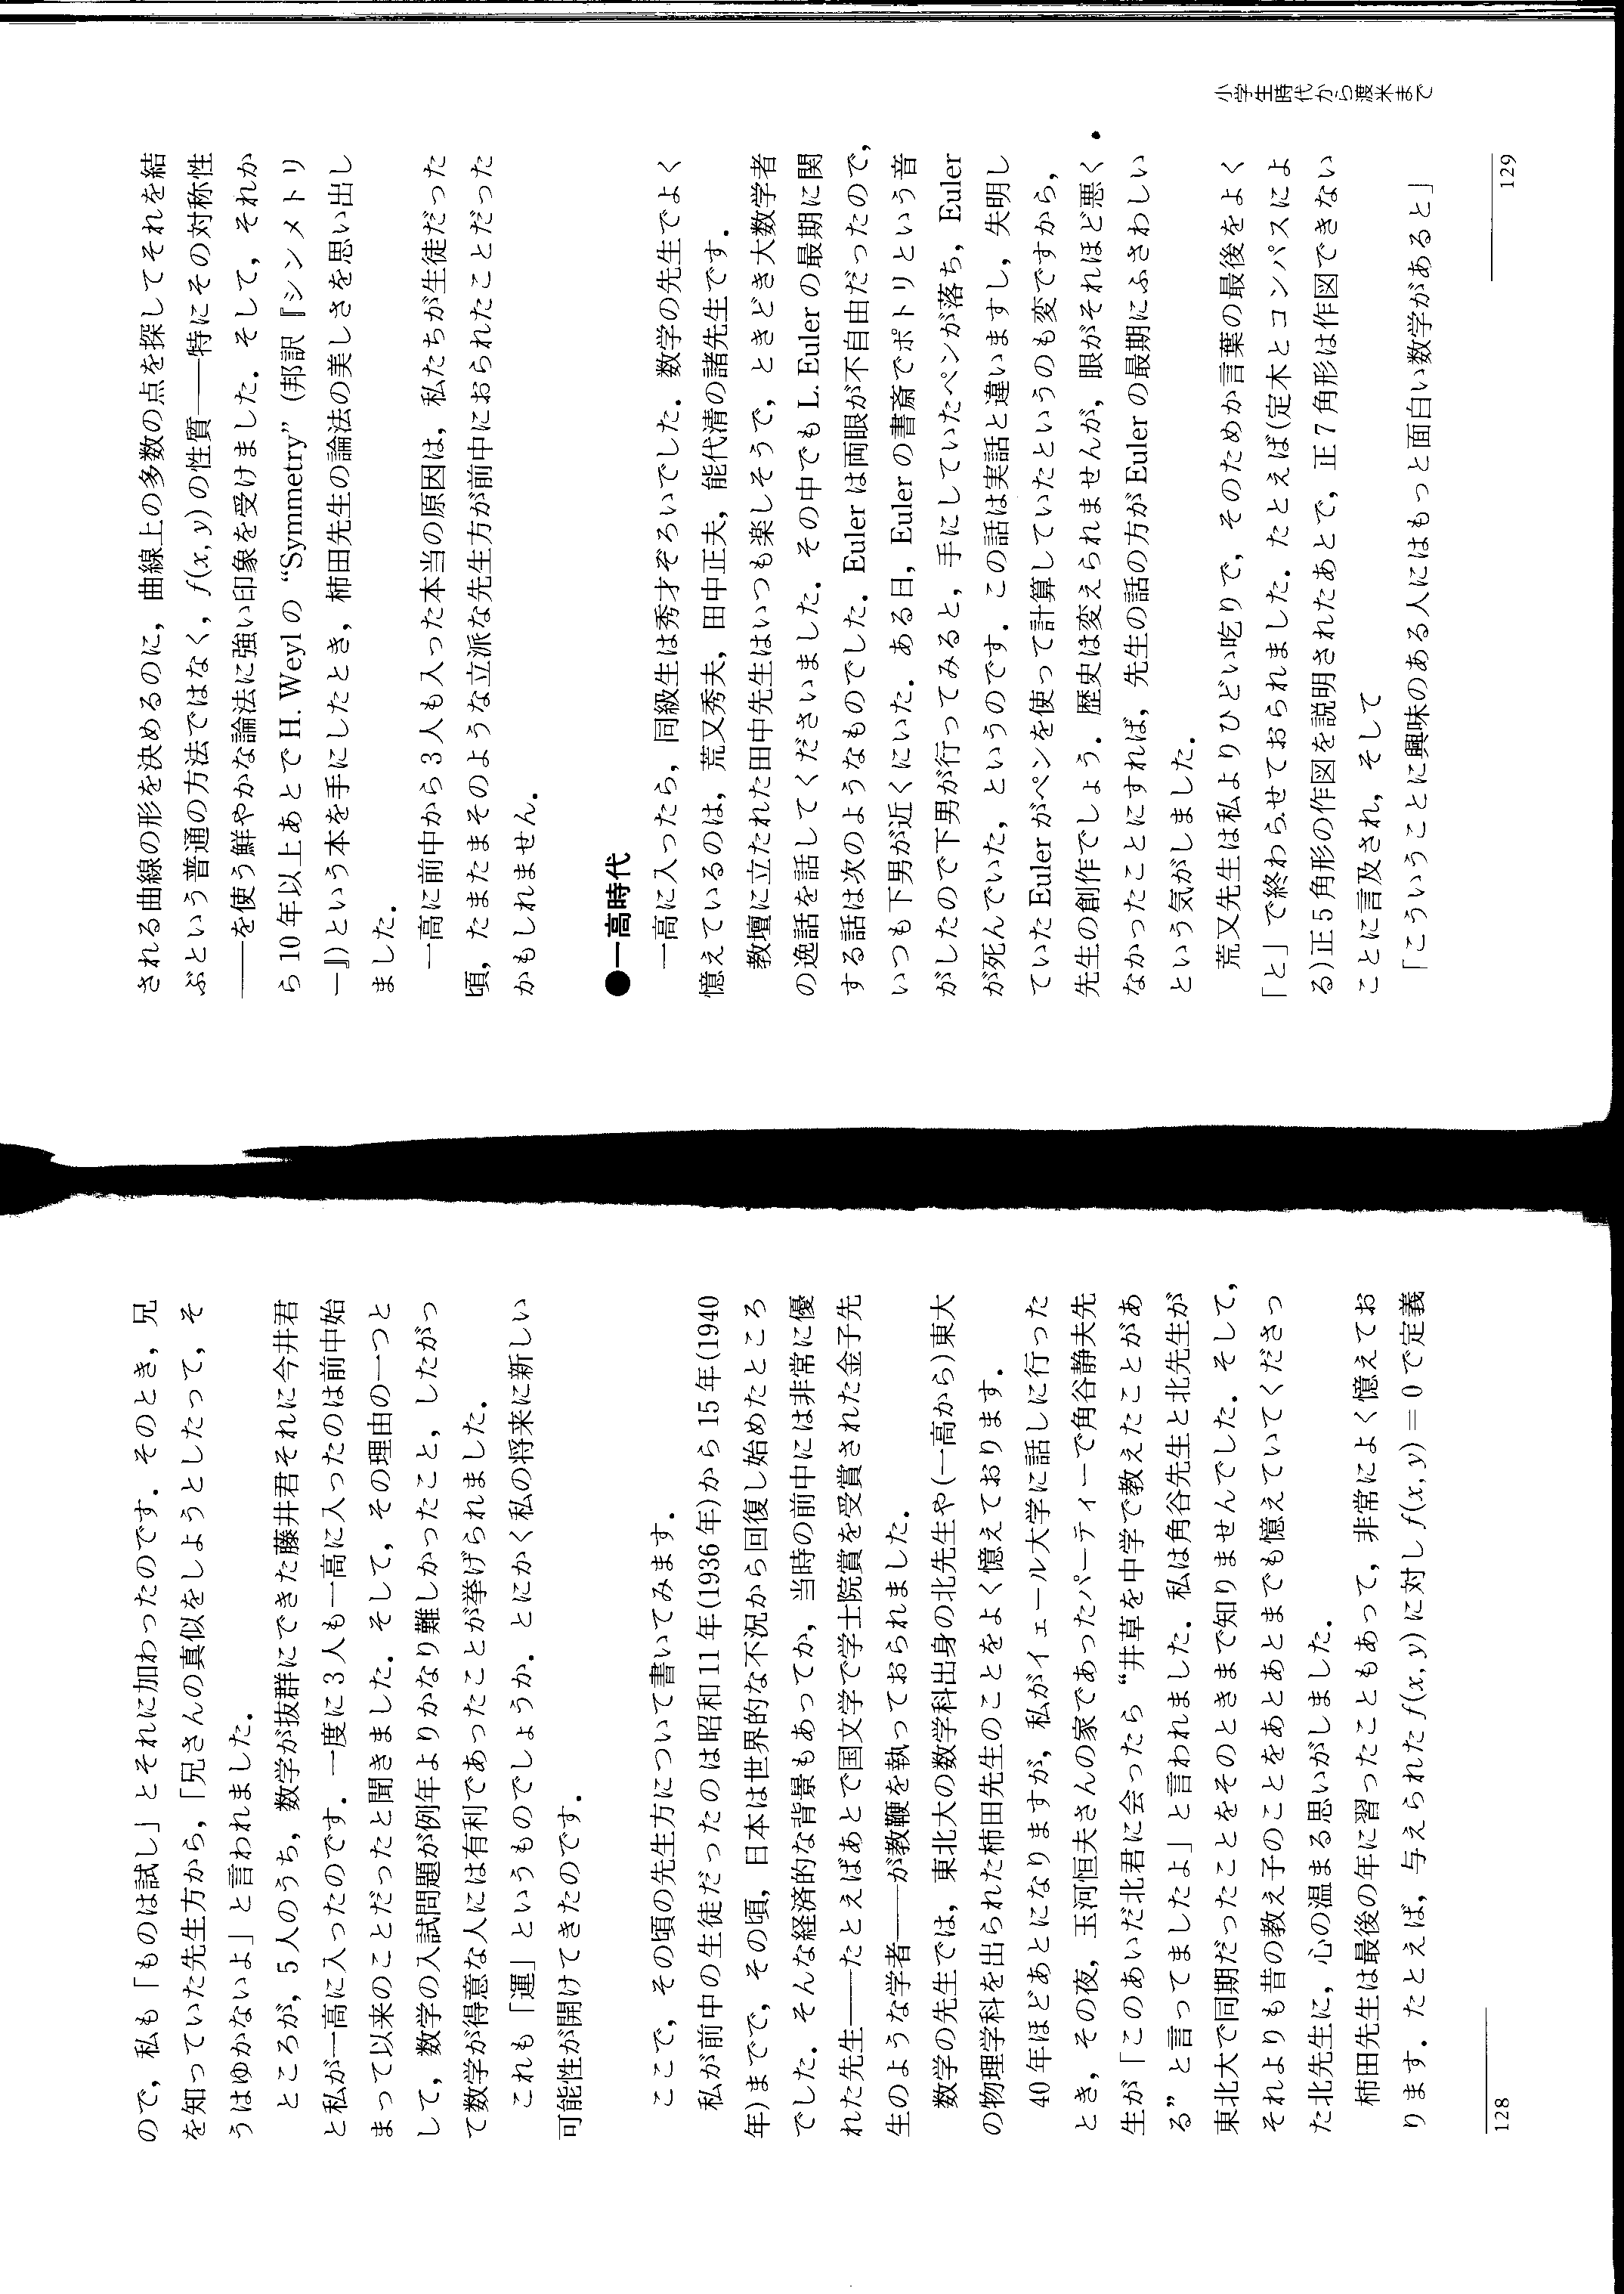 ので，私も「ものは試し」とそれに加わったのです．そのとき，兄
を知っていた先生方から，「兄さんの真似をしようとしたって，そ
うはゆかないよ」と言われました．
ところが，5人のうち，数学が抜群にできた藤井君それに今井君
と私が一高に入ったのです．一度に3人も一高に入ったのは前中始
まって以来のことだったと聞きました．そして，その理由の一つと
して，数学の入試問題が例年よりかなり難しかったこと，したがっ
て数学が得意な人には有利であったことが挙げられました．
これも「運」というものでしょうか．とにかく私の将来に新しい
可能性が開けてきたのです．
ここで，その頃の先生方について書いてみます．
私が前中の生徒だったのは昭和11年(1936年)から15年(1940
年)までで，その頃，日本は世界的な不況から回復し始めたところ
でした．そんな経済的な背景もあってか，当時の前中には非常に優
れた先生――たとえばあとで国文学で学士院賞を受賞された金子先
生のような学者――が教鞭を執っておられました．
数学の先生では，東北大の数学科出身の北先生や(一高から)東大
の物理学科を出られた柿田先生のことをよく憶えております．
40年ほどあとになりますが，私がイェール大学に話しに行った
とき，その夜，玉河恒夫さんの家であったパーティーで角谷静夫先
生が「このあいだ北君に会ったら“井草を中学で教えたことがあ
る”と言ってましたよ」と言われました．私は角谷先生と北先生が
東北大で同期だったことをそのときまで知りませんでした．そして，
それよりも昔の教え子のことをあとあとまでも憶えていてくださっ
た北先生に，心の温まる思いがしました．
柿田先生は最後の年に習ったこともあって，非常によく憶えてお
ります．たとえば，与えられた f(x, y) に対し f(x, y) = 0 で定義
128
される曲線の形を決めるのに，曲線上の多数の点を探してそれを結
ぶという普通の方法ではなく，f(x, y) の性質――特にその対称性
――を使う鮮やかな論法に強い印象を受けました．そして，それか
ら10年以上あとで H. Weyl の “Symmetry” (邦訳『シンメトリ
ー』)という本を手にしたとき，柿田先生の論法の美しさを思い出し
ました．
一高に前中から3人も入った本当の原因は，私たちが生徒だった
頃，たまたまそのような立派な先生方が前中におられたことだった
かもしれません．
●一高時代
一高に入ったら，同級生は秀才ぞろいでした．数学の先生でよく
憶えているのは，荒又秀夫，田中正夫，能代清の諸先生です．
教壇に立たれた田中先生はいつも楽しそうで，ときどき大数学者
の逸話を話してくださいました．その中でも L. Euler の最期に関
する話は次のようなものでした．Euler は両眼が不自由だったので，
いつも下男が近くにいた．ある日，Euler の書斎でポトリという音
がしたので下男が行ってみると，手にしていたペンが落ち，Euler
が死んでいた，というのです．この話は実話と違いますし，失明し
ていた Euler がペンを使って計算していたというのも変ですから，
先生の創作でしょう．歴史は変えられませんが，眼がそれほど悪く
なかったことにすれば，先生の話の方が Euler の最期にふさわしい
という気がしました．
荒又先生は私よりひどい吃りで，そのためか言葉の最後をよく
「と」で終わらせておられました．たとえば(定木とコンパスによ
る)正5角形の作図を説明されたあとで，正7角形は作図できない
ことに言及され，そして
「こういうことに興味のある人にはもっと面白い数学があると」
小学生時代から渡米まで
129